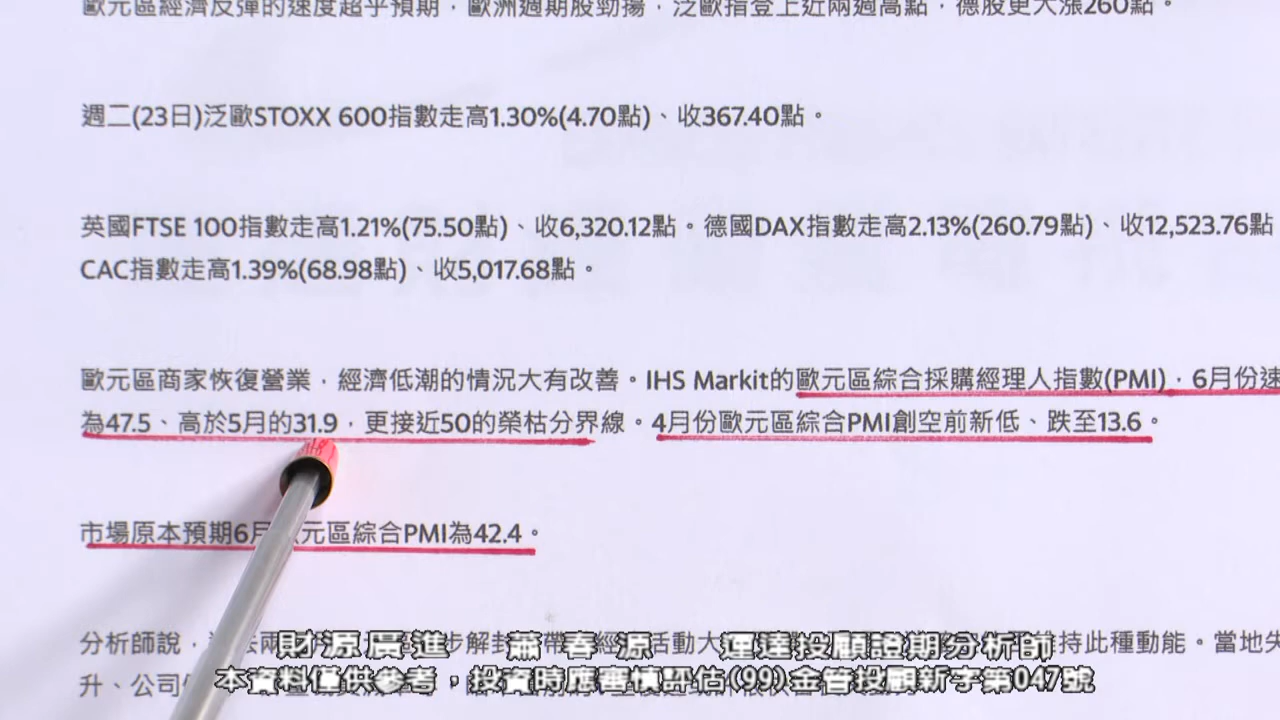 歐元區經濟反彈的速度超乎預期，歐洲週期股勁揚，泛歐指登上近兩週高點，德股更大漲260點。
週二(23日)泛歐STOXX 600指數走高1.30%(4.70點)、收367.40點。
英國FTSE 100指數走高1.21%(75.50點)、收6,320.12點。德國DAX指數走高2.13%(260.79點)、收12,523.76點
CAC指數走高1.39%(68.98點)、收5,017.68點。
歐元區商家恢復營業，經濟低潮的情況大有改善。IHS Markit的歐元區綜合採購經理人指數(PMI)，6月份速
為47.5、高於5月的31.9，更接近50的榮枯分界線。4月份歐元區綜合PMI創空前新低、跌至13.6。
市場原本預期6月 元區綜合PMI為42.4。
分析師說， 兩 步解封 帶 經 活動大 持此種動能。當地失
升、公司
財源廣進 蕭春源 運達投顧證期分析師
本資料僅供參考，投資時應審慎評估(99)金管投顧新字第047號